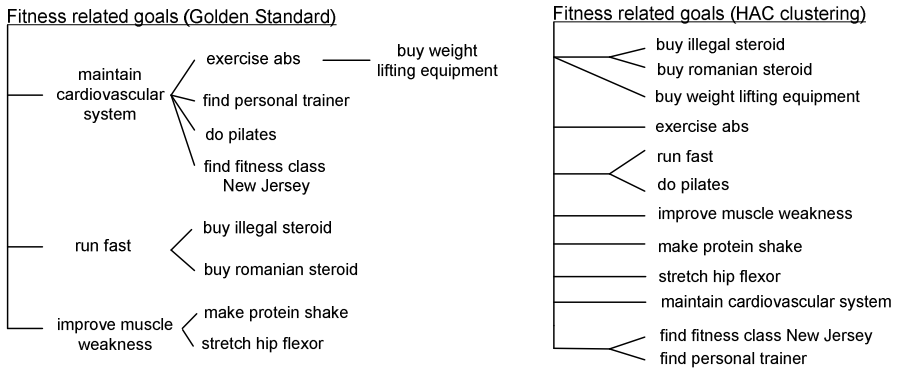 Fitness related goals (Golden Standard)
maintain
cardiovascular
system
exercise abs
buy weight
lifting equipment
find personal trainer
do pilates
find fitness class
New Jersey
run fast
buy illegal steroid
buy romanian steroid
improve muscle
weakness
make protein shake
stretch hip flexor
Fitness related goals (HAC clustering)
buy illegal steroid
buy romanian steroid
buy weight lifting equipment
exercise abs
run fast
do pilates
improve muscle weakness
make protein shake
stretch hip flexor
maintain cardiovascular system
find fitness class New Jersey
find personal trainer